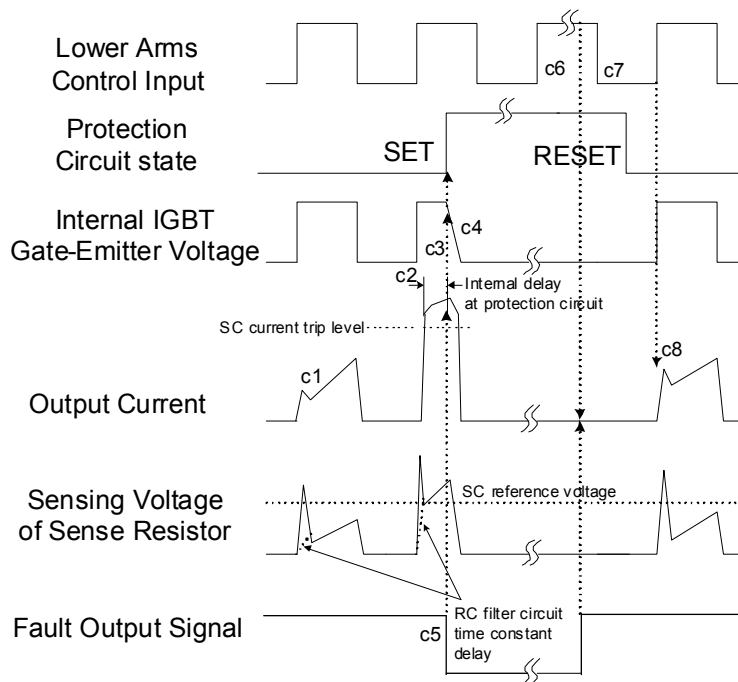 Lower Arms
Control Input
c6
c7
Protection
Circuit state
SET
RESET
Internal IGBT
Gate-Emitter Voltage
c4
c3
c2
Internal delay
at protection circuit
SC current trip level
c8
c1
Output Current
Sensing Voltage
of Sense Resistor
SC reference voltage
Fault Output Signal
c5
RC filter circuit
time constant
delay